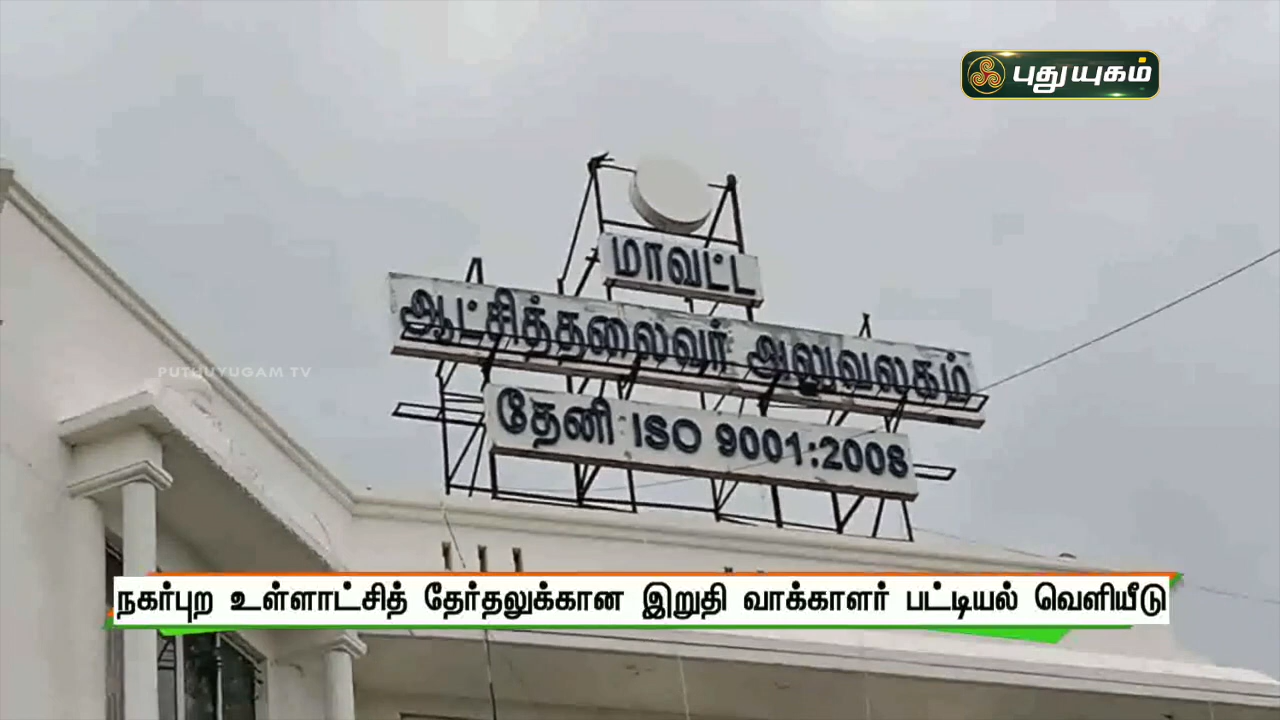 புதுயுகம்
மாவட்ட
ஆட்சித்தலைவர் அலுவலகம்
PUTHUYUGAM TV
தேனி ISO 9001:2008
நகர்புற உள்ளாட்சித் தேர்தலுக்கான இறுதி வாக்காளர் பட்டியல் வெளியீடு